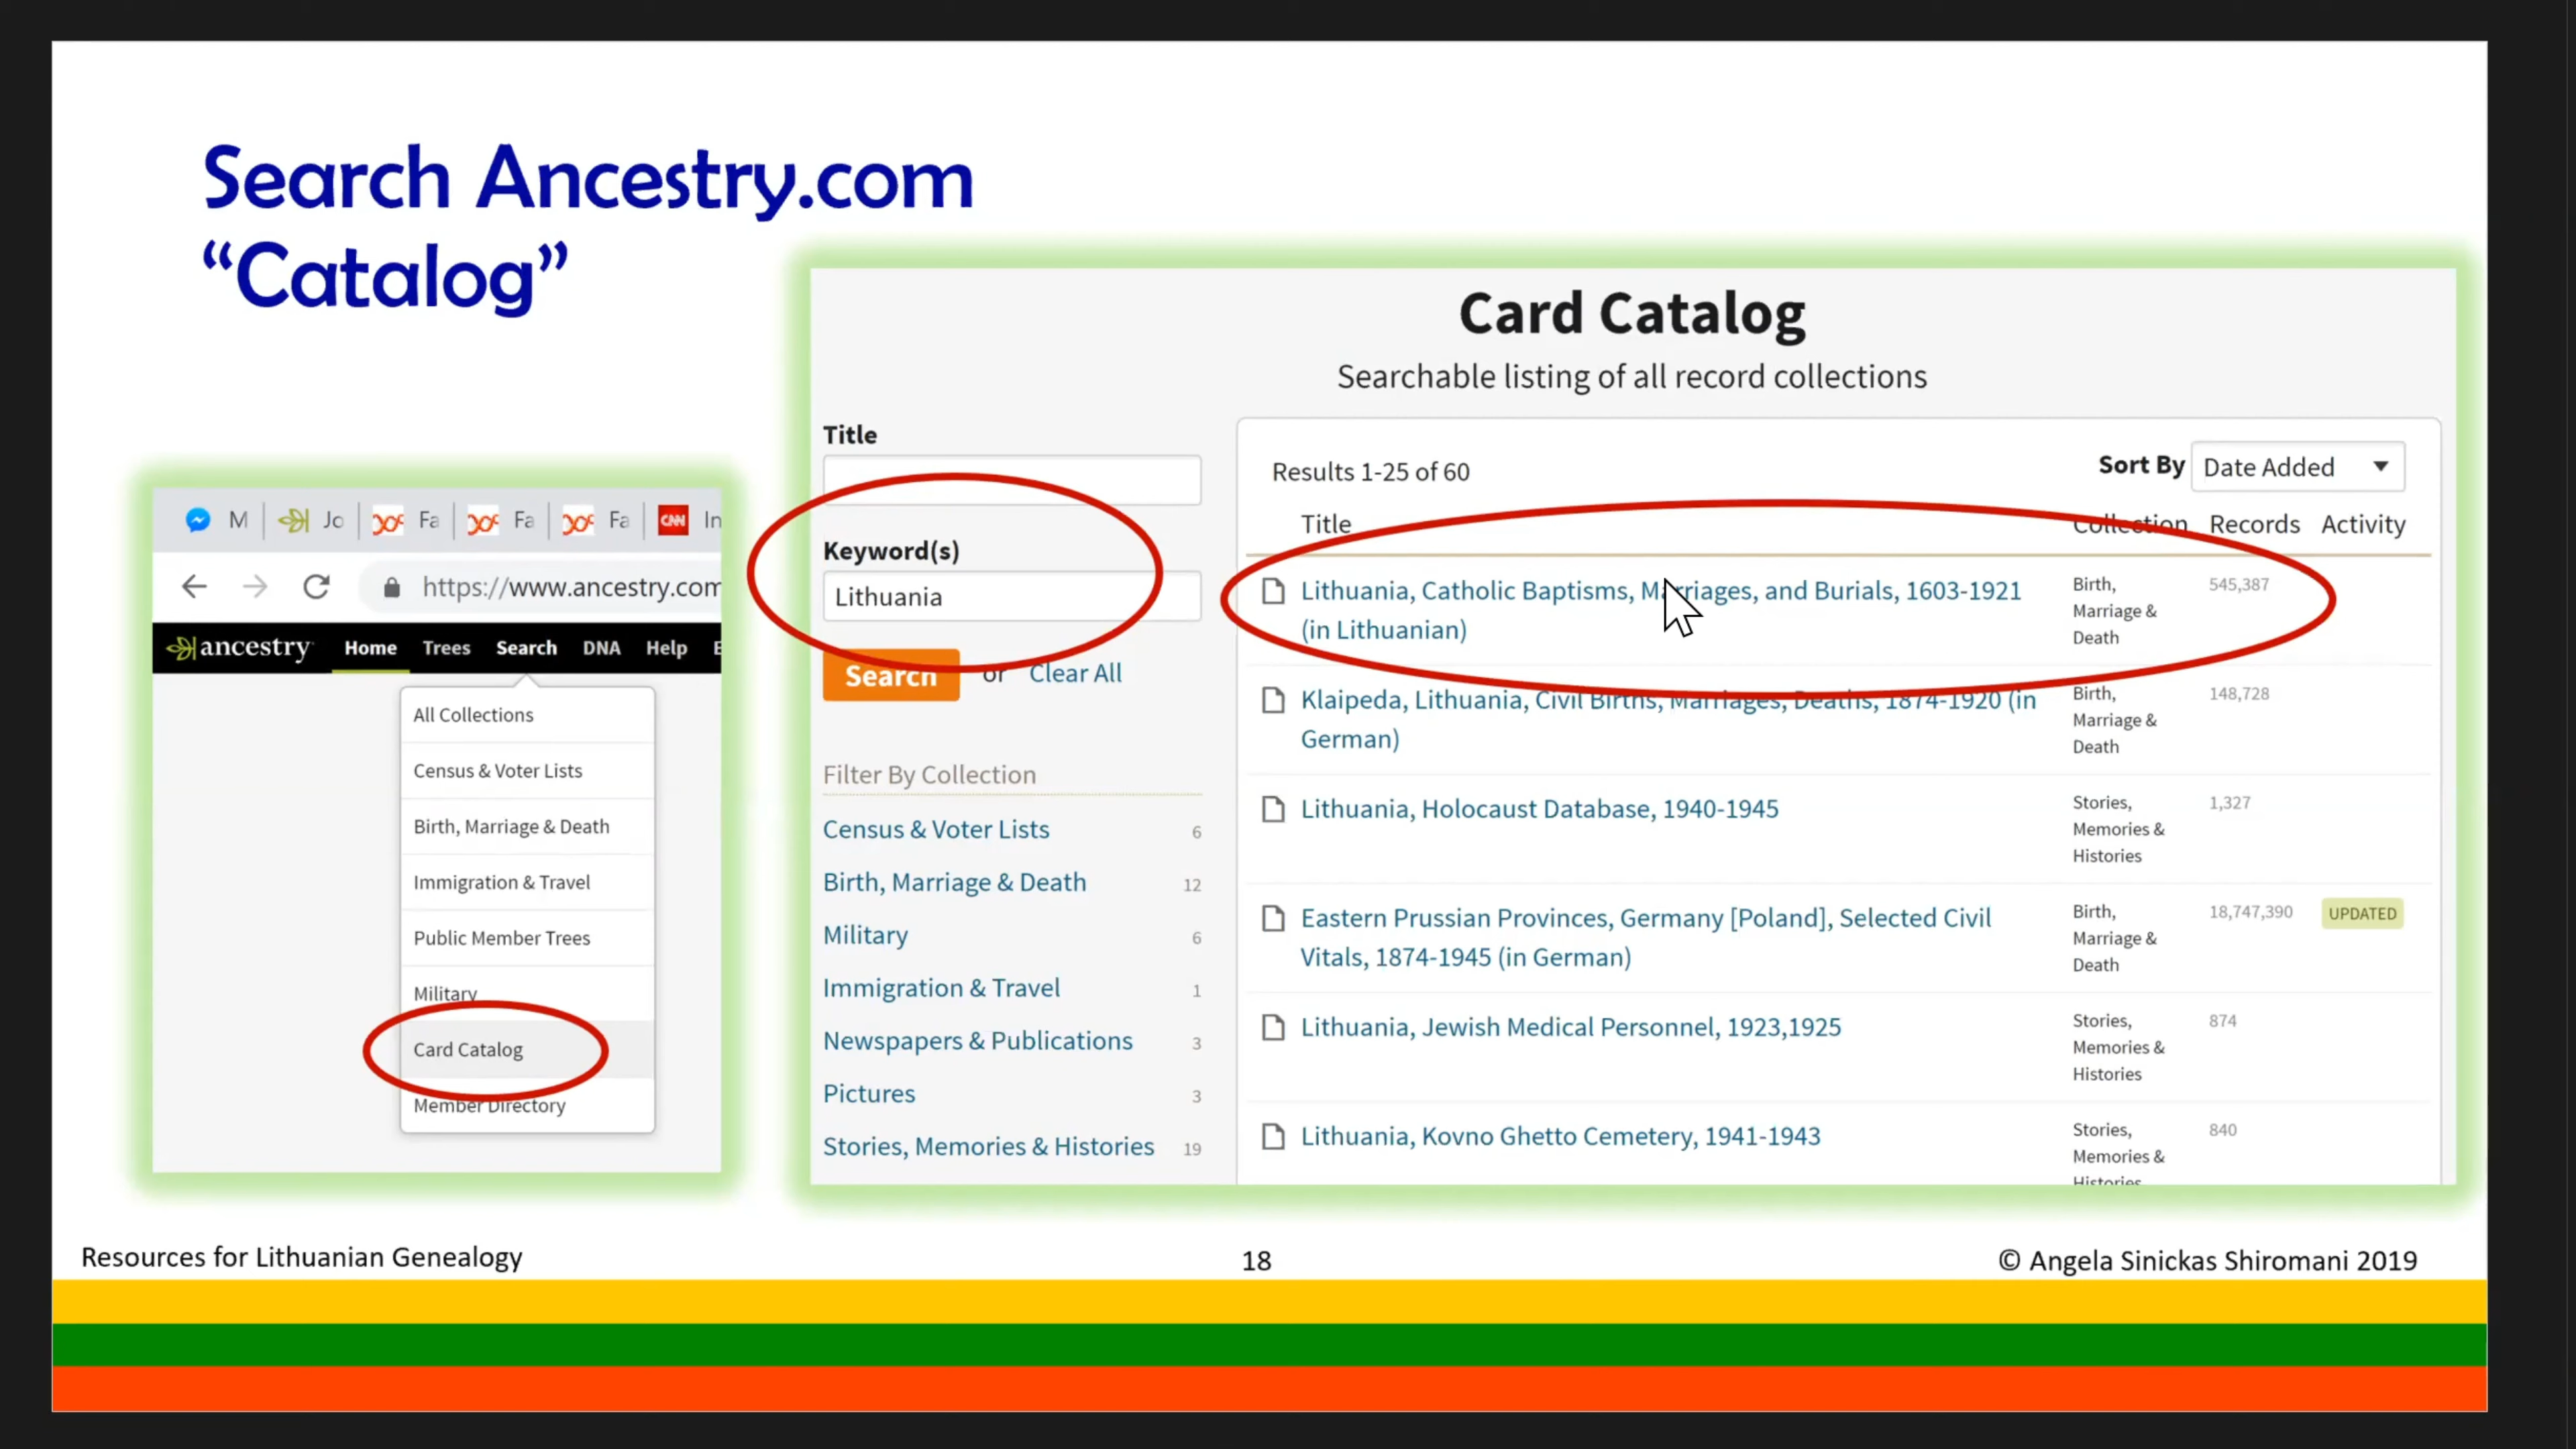 Search Ancestry.com
“Catalog”
M
Jo
Fa
Fa
Fa
CNN
In
https://www.ancestry.com
ancestry Home Trees Search DNA Help
All Collections
Census & Voter Lists
Birth, Marriage & Death
Immigration & Travel
Public Member Trees
Military
Card Catalog
Member Directory
Card Catalog
Searchable listing of all record collections
Title
Keyword(s)
Lithuania
Search or Clear All
Filter By Collection
Census & Voter Lists 6
Birth, Marriage & Death 12
Military 6
Immigration & Travel 1
Newspapers & Publications 3
Pictures 3
Stories, Memories & Histories 19
Results 1-25 of 60
Sort By Date Added
Title Collection Records Activity
Lithuania, Catholic Baptisms, Marriages, and Burials, 1603-1921
(in Lithuanian)
Birth,
Marriage &
Death
545,387
Klaipeda, Lithuania, Civil Births, Marriages, Deaths, 1874-1920 (in
German)
Birth,
Marriage &
Death
148,728
Lithuania, Holocaust Database, 1940-1945
Stories,
Memories &
Histories
1,327
Eastern Prussian Provinces, Germany [Poland], Selected Civil
Vitals, 1874-1945 (in German)
Birth,
Marriage &
Death
18,747,390
UPDATED
Lithuania, Jewish Medical Personnel, 1923,1925
Stories,
Memories &
Histories
874
Lithuania, Kovno Ghetto Cemetery, 1941-1943
Stories,
Memories &
Histories
840
Resources for Lithuanian Genealogy
18
© Angela Sinickas Shiromani 2019